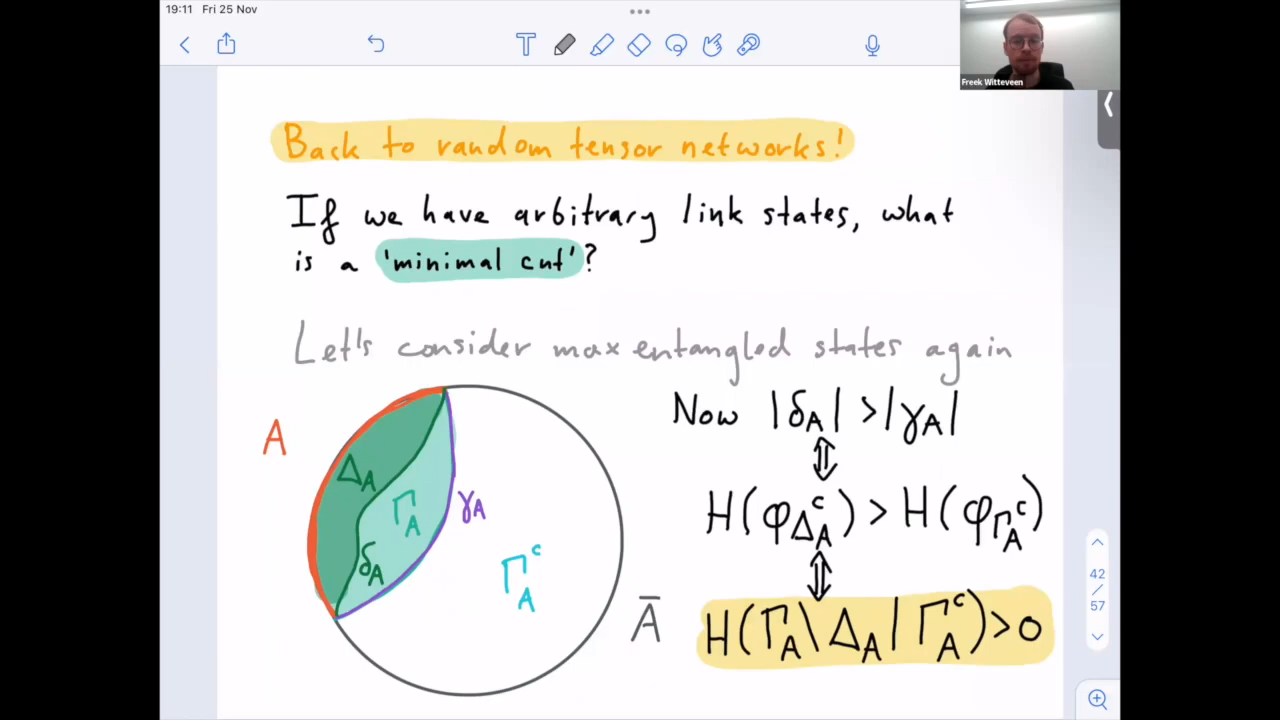 19:11 Fri 25 Nov
Freek Witteveen
Back to random tensor networks!
If we have arbitrary link states, what
is a 'minimal cut'?
Let's consider max entangled states again
A
Δ_A
Γ_A
γ_A
δ_A
Γ_A^c
Ā
Now |δ_A| > |γ_A|
⇕
H(φ_{Δ_A^c}) > H(φ_{Γ_A^c})
⇕
H(Γ_A \ Δ_A | Γ_A^c) > 0
42
/
57